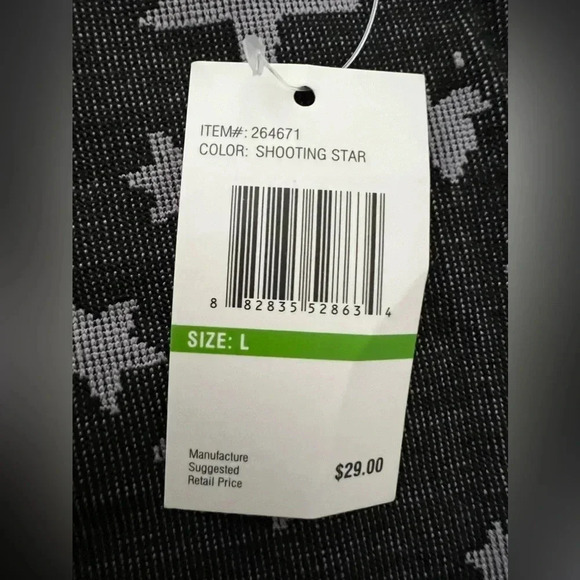 ITEM#: 264671
COLOR: SHOOTING STAR
8 82835 52863 4
SIZE: L
Manufacture
Suggested
Retail Price
$29.00